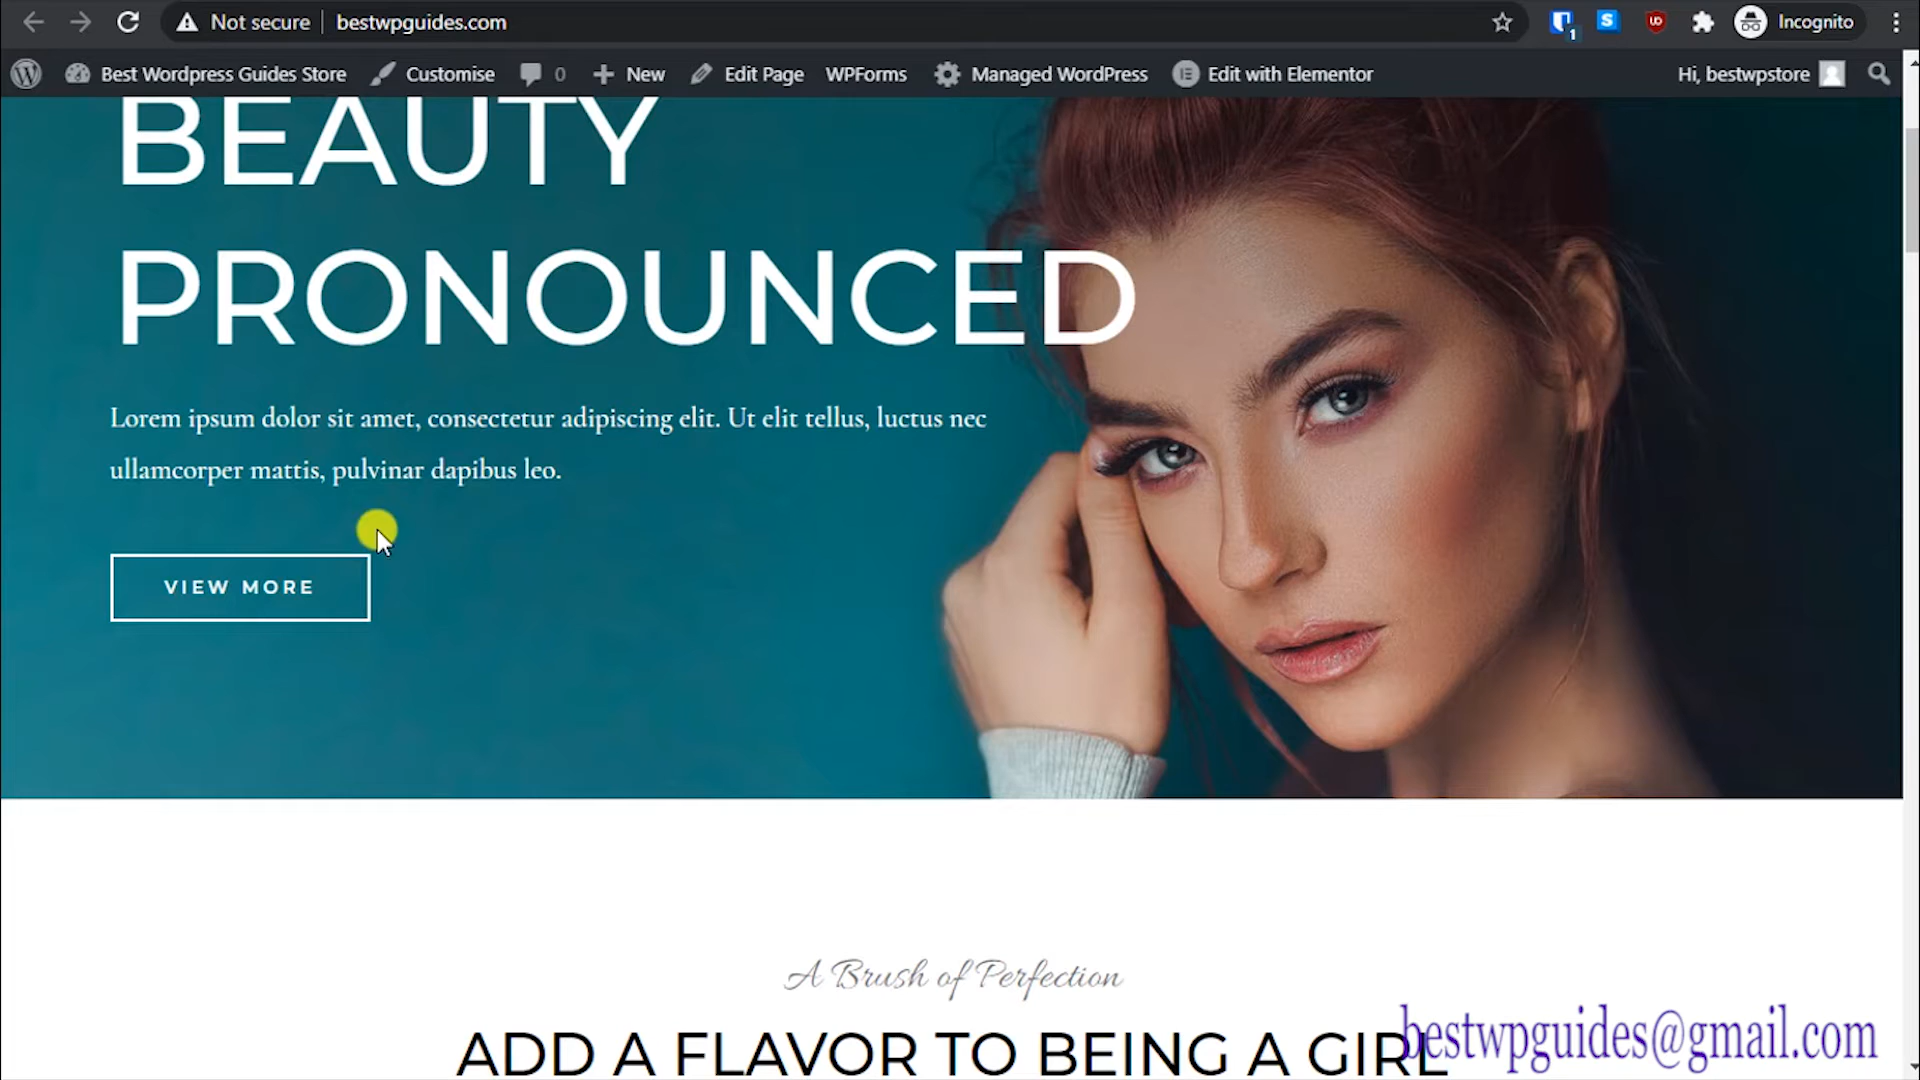 Not secure bestwpguides.com 1 Incognito
Best Wordpress Guides Store Customise 0 New Edit Page WPForms Managed WordPress Edit with Elementor Hi, bestwpstore
BEAUTY
PRONOUNCED
Lorem ipsum dolor sit amet, consectetur adipiscing elit. Ut elit tellus, luctus nec
ullamcorper mattis, pulvinar dapibus leo.
VIEW MORE
A Brush of Perfection
ADD A FLAVOR TO BEING A GIRL
bestwpguides@gmail.com